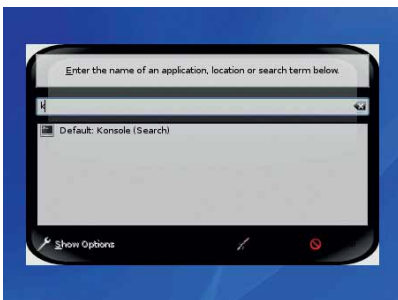 Enter the name of an application, location or search term below.
k
Default: Konsole (Search)
Show Options